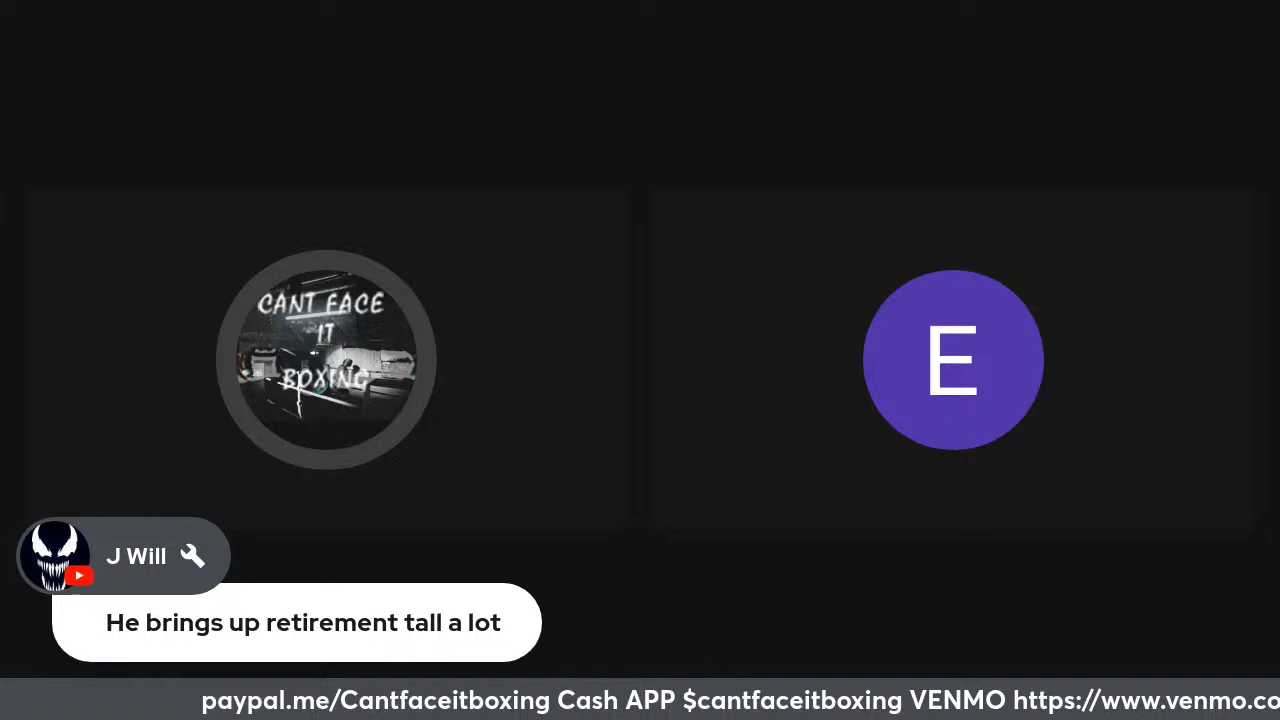 CANT FACE
IT
BOXING
E
J Will
He brings up retirement tall a lot
paypal.me/Cantfaceitboxing Cash APP $cantfaceitboxing VENMO https://www.venmo.co